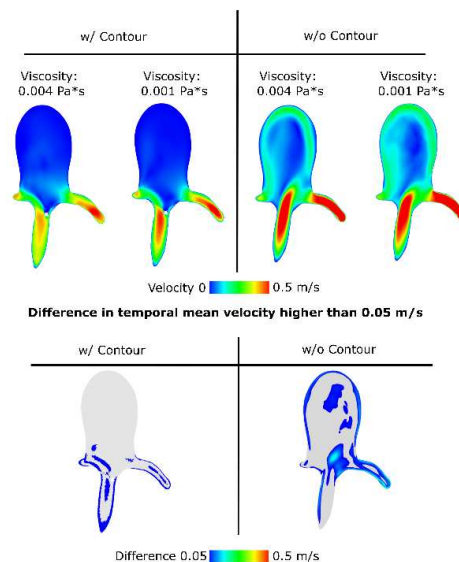 w/ Contour
w/o Contour
Viscosity:
0.004 Pa*s
Viscosity:
0.001 Pa*s
Viscosity:
0.004 Pa*s
Viscosity:
0.001 Pa*s
Velocity 0 0.5 m/s
Difference in temporal mean velocity higher than 0.05 m/s
w/ Contour
w/o Contour
Difference 0.05 0.5 m/s